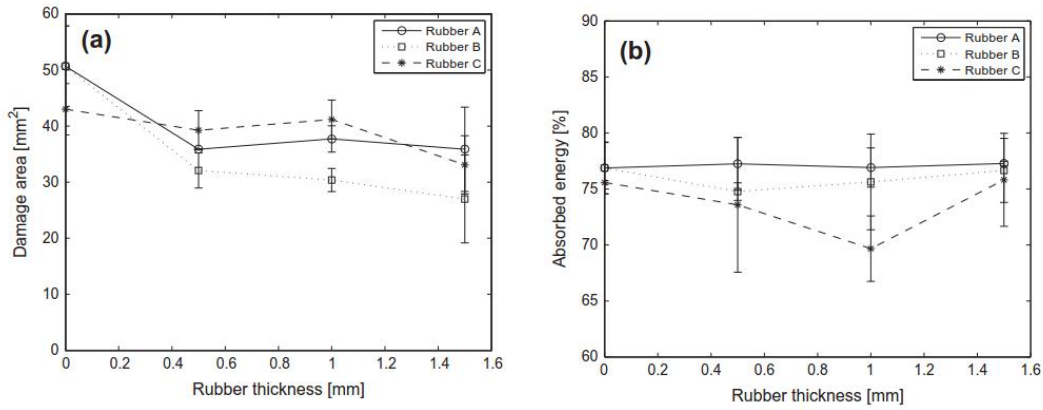 (a)
Rubber A
Rubber B
Rubber C
Damage area [mm²]
60
50
40
30
20
10
0
0 0.2 0.4 0.6 0.8 1 1.2 1.4 1.6
Rubber thickness [mm]
(b)
Rubber A
Rubber B
Rubber C
Absorbed energy [%]
90
85
80
75
70
65
60
0 0.2 0.4 0.6 0.8 1 1.2 1.4 1.6
Rubber thickness [mm]